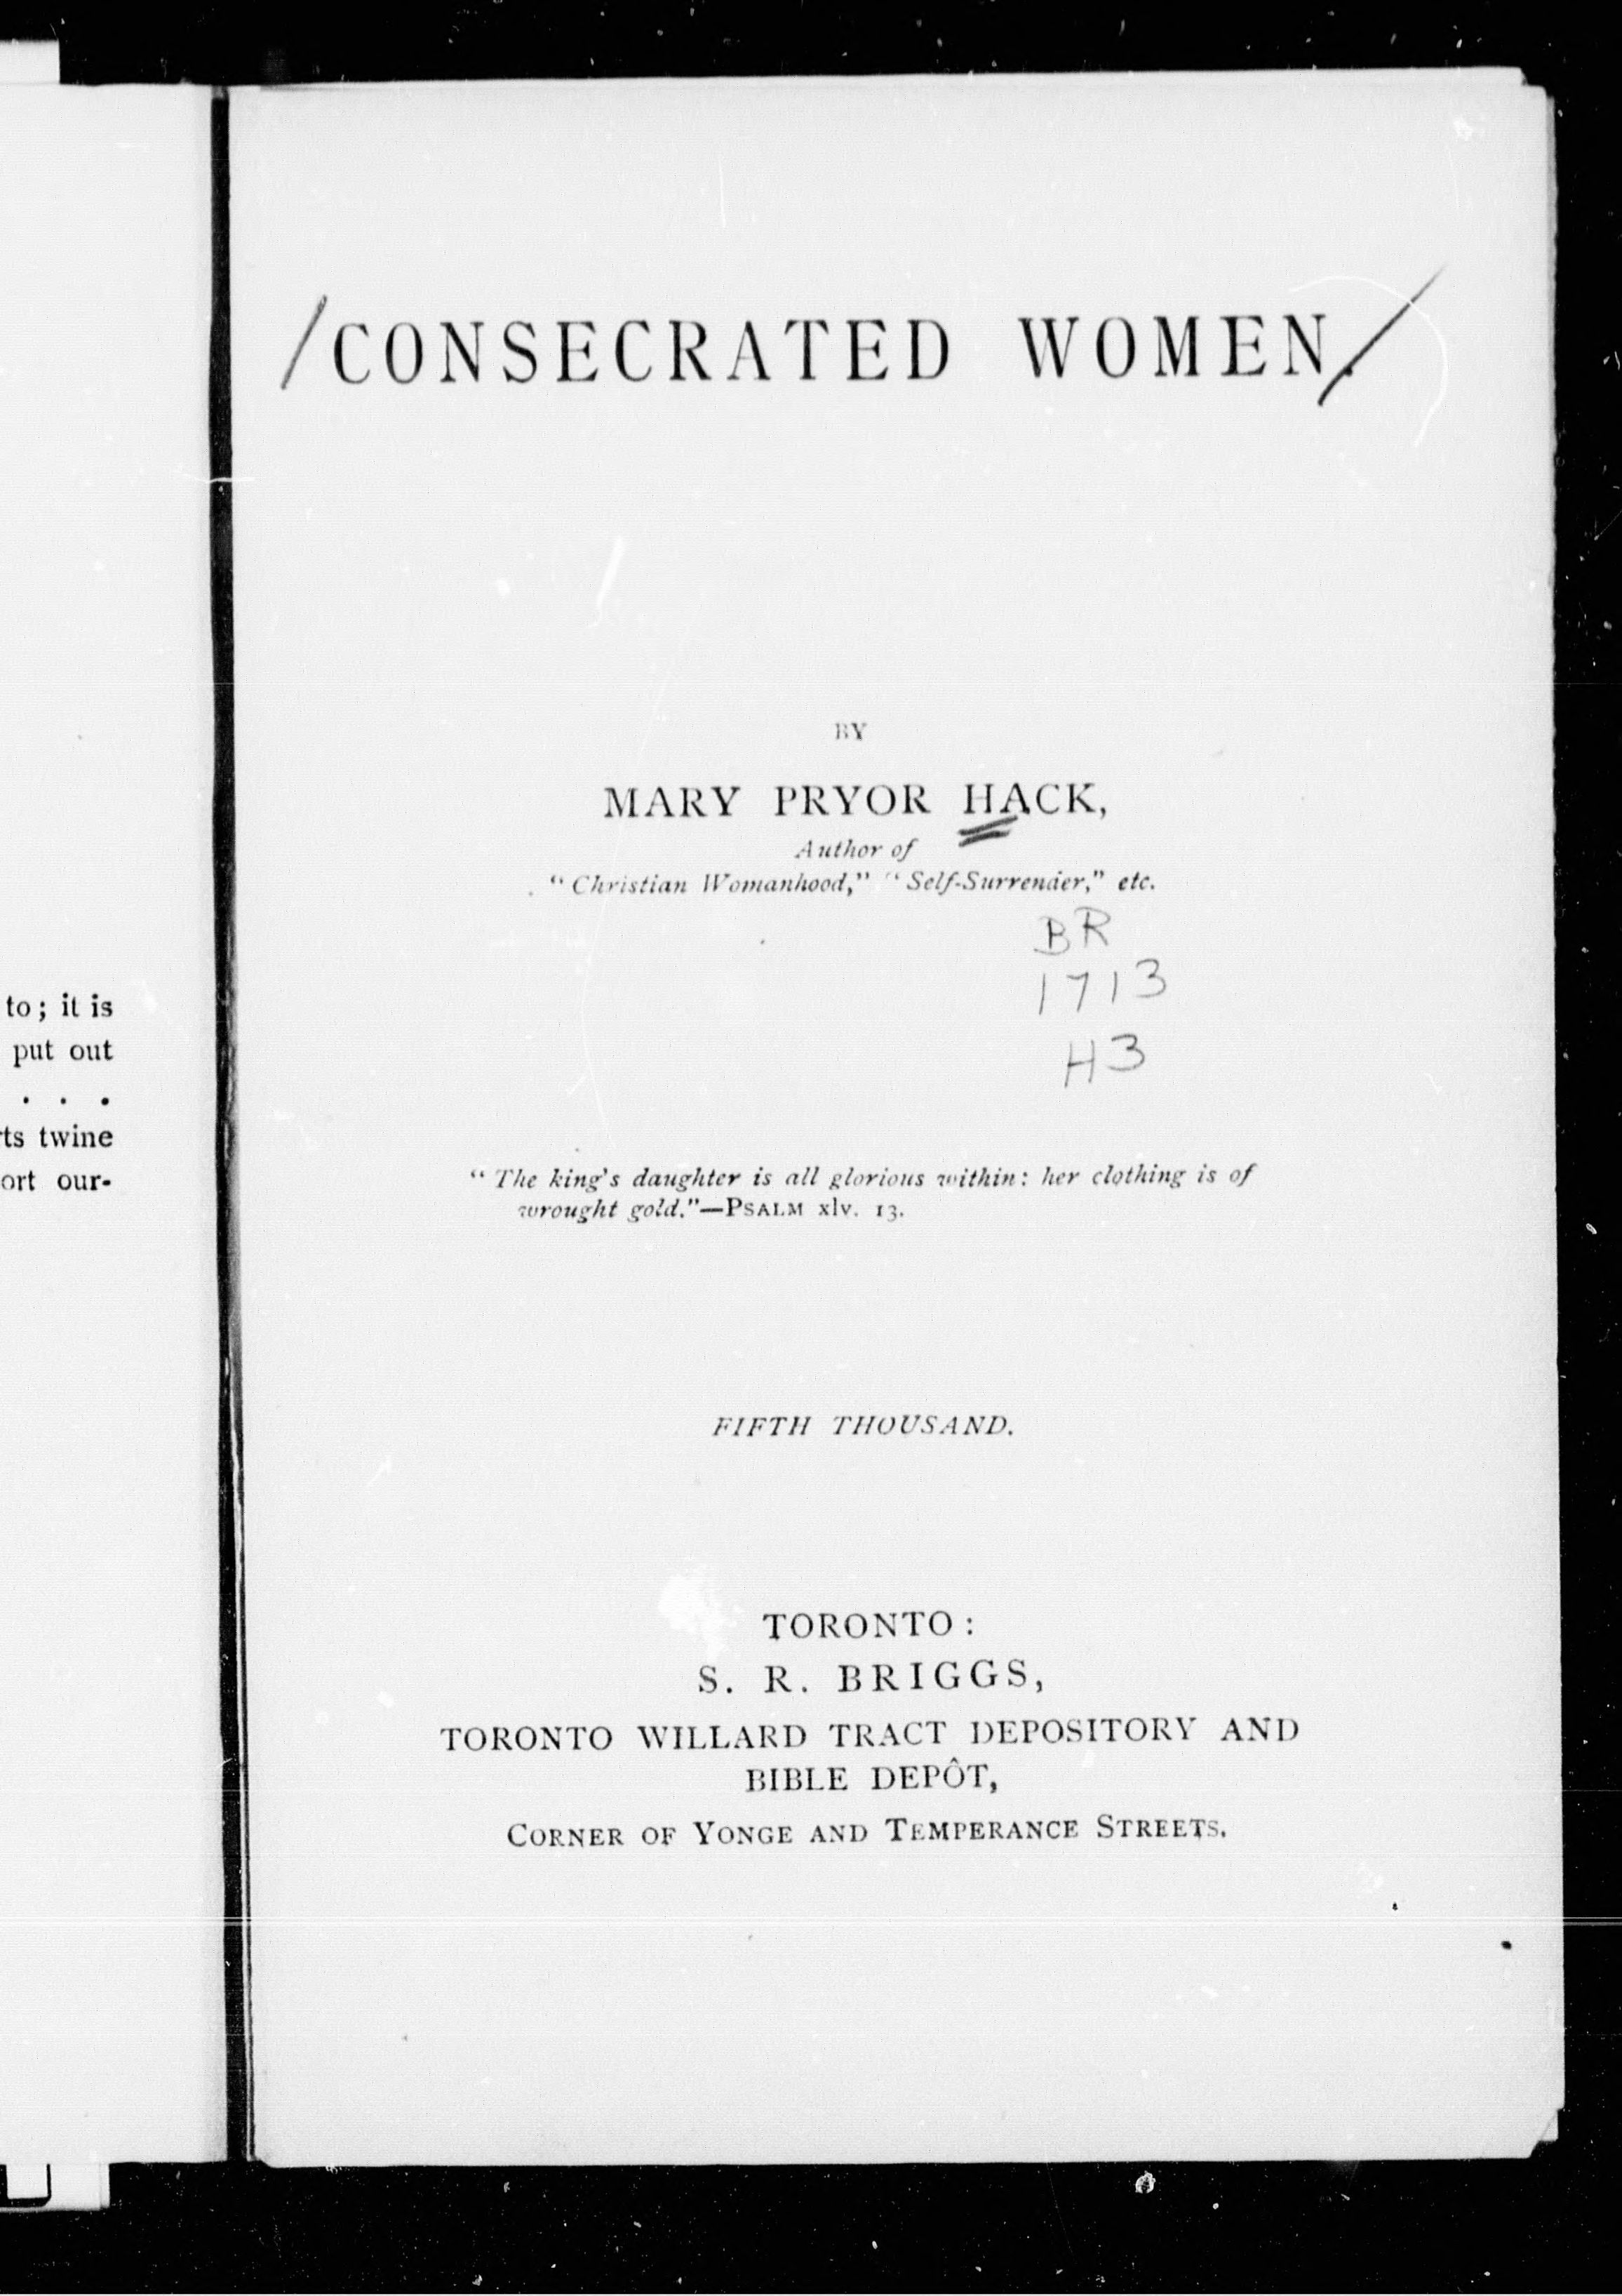 to; it is
put out
. . .
twine
our-
CONSECRATED WOMEN.
BY
MARY PRYOR HACK,
Author of
"Christian Womanhood," "Self-Surrender," etc.
BR
1713
H3
"The king's daughter is all glorious within: her clothing is of
wrought gold."—PSALM xlv. 13.
FIFTH THOUSAND.
TORONTO:
S. R. BRIGGS,
TORONTO WILLARD TRACT DEPOSITORY AND
BIBLE DEPÔT,
CORNER OF YONGE AND TEMPERANCE STREETS.